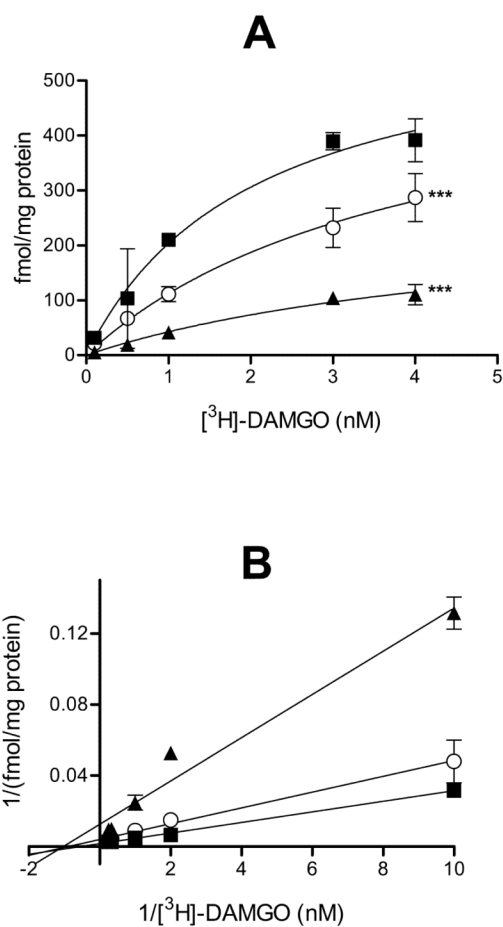 A
500
400
300
200
100
0
fmol/mg protein
***
***
0 1 2 3 4 5
[³H]-DAMGO (nM)
B
0.12
0.08
0.04
1/(fmol/mg protein)
-2 0 2 4 6 8 10
1/[³H]-DAMGO (nM)